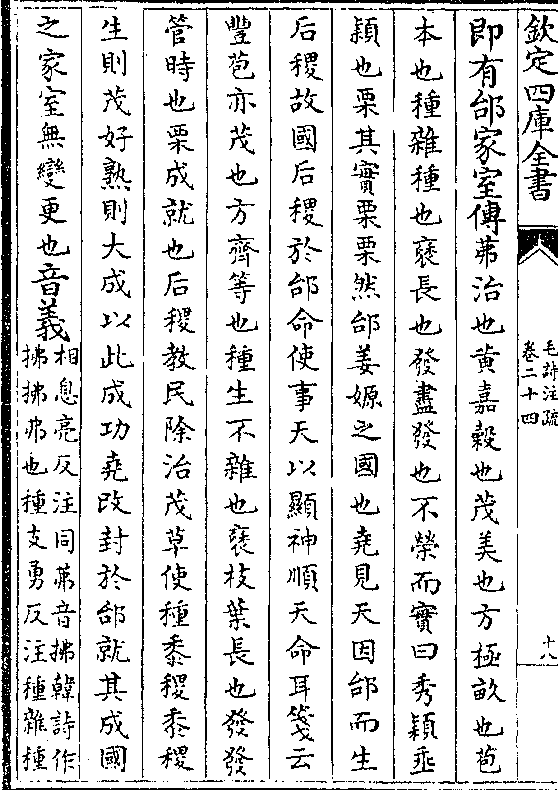 欽定四庫全書
毛詩注疏
卷二十四
十八
即有邰家室傳茀治也黄嘉穀也茂美也方極畝也苞
本也種雜種也襃長也發盡發也不榮而實曰秀穎垂
穎也栗其實栗栗然邰姜嫄之國也堯見天因邰而生
后稷故國后稷於邰命使事天以顯神順天命耳箋云
豐苞亦茂也方齊等也種生不雜也襃枝葉長也發發
管時也栗成就也后稷教民除治茂草使種黍稷黍稷
生則茂好熟則大成以此成功堯改封於邰就其成國
之家室無變更也音義
相息亮反注同茀音拂韓詩作
拂拂弗也種支勇反注種雜種